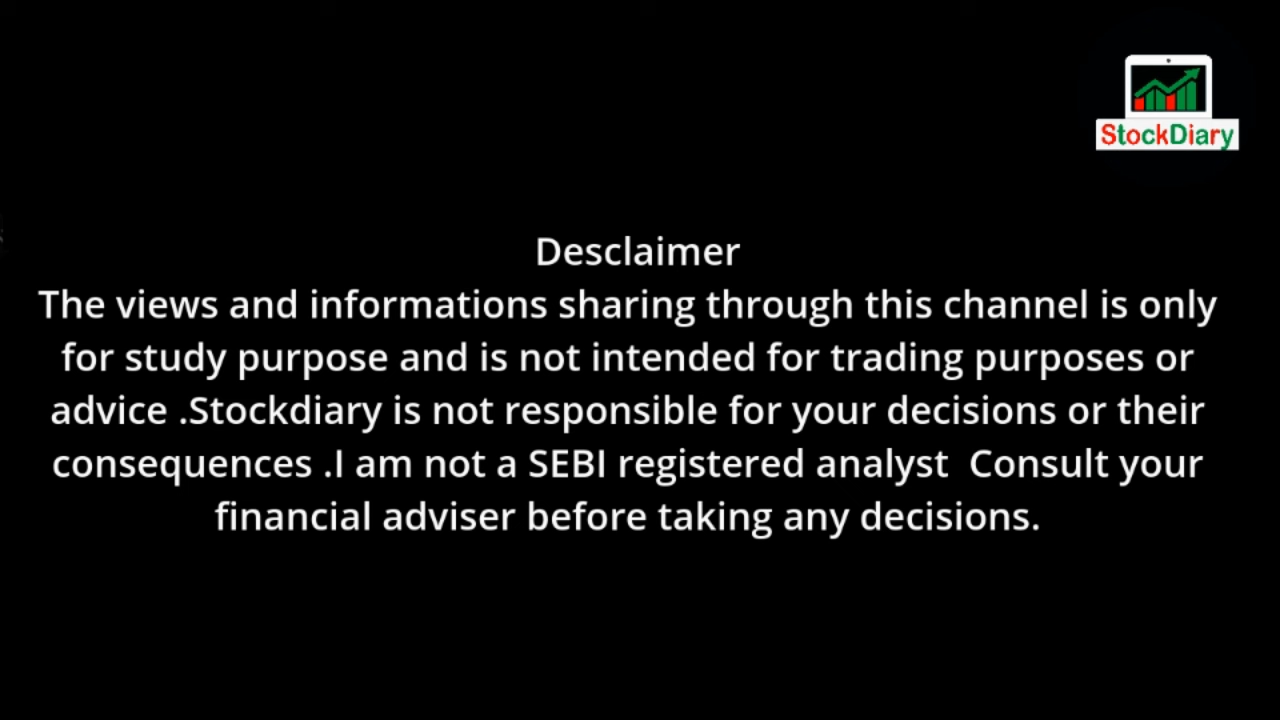 StockDiary
Desclaimer
The views and informations sharing through this channel is only
for study purpose and is not intended for trading purposes or
advice .Stockdiary is not responsible for your decisions or their
consequences .I am not a SEBI registered analyst  Consult your
financial adviser before taking any decisions.